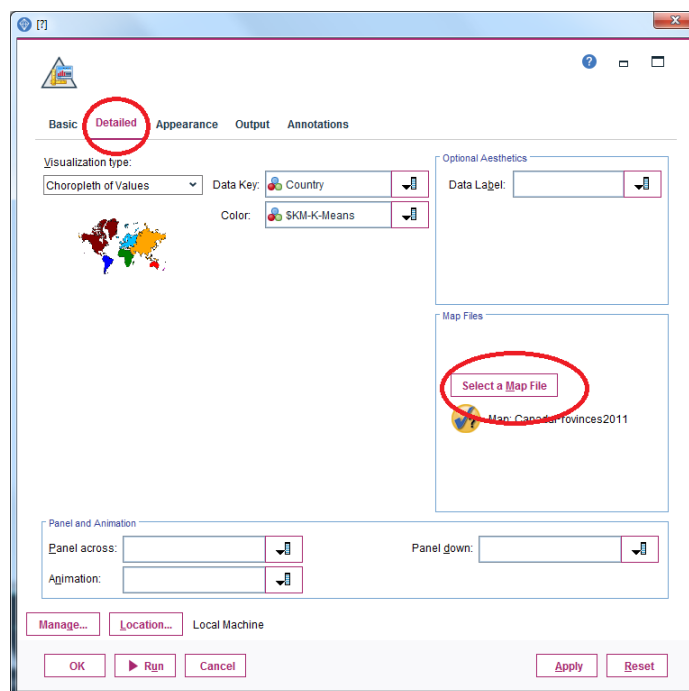 [?]
Basic Detailed Appearance Output Annotations
Visualization type:
Choropleth of Values
Data Key: Country
Color: $KM-K-Means
Optional Aesthetics
Data Label:
Map Files
Select a Map File
Map: CanadaProvinces2011
Panel and Animation
Panel across:
Panel down:
Animation:
Manage... Location... Local Machine
OK Run Cancel Apply Reset